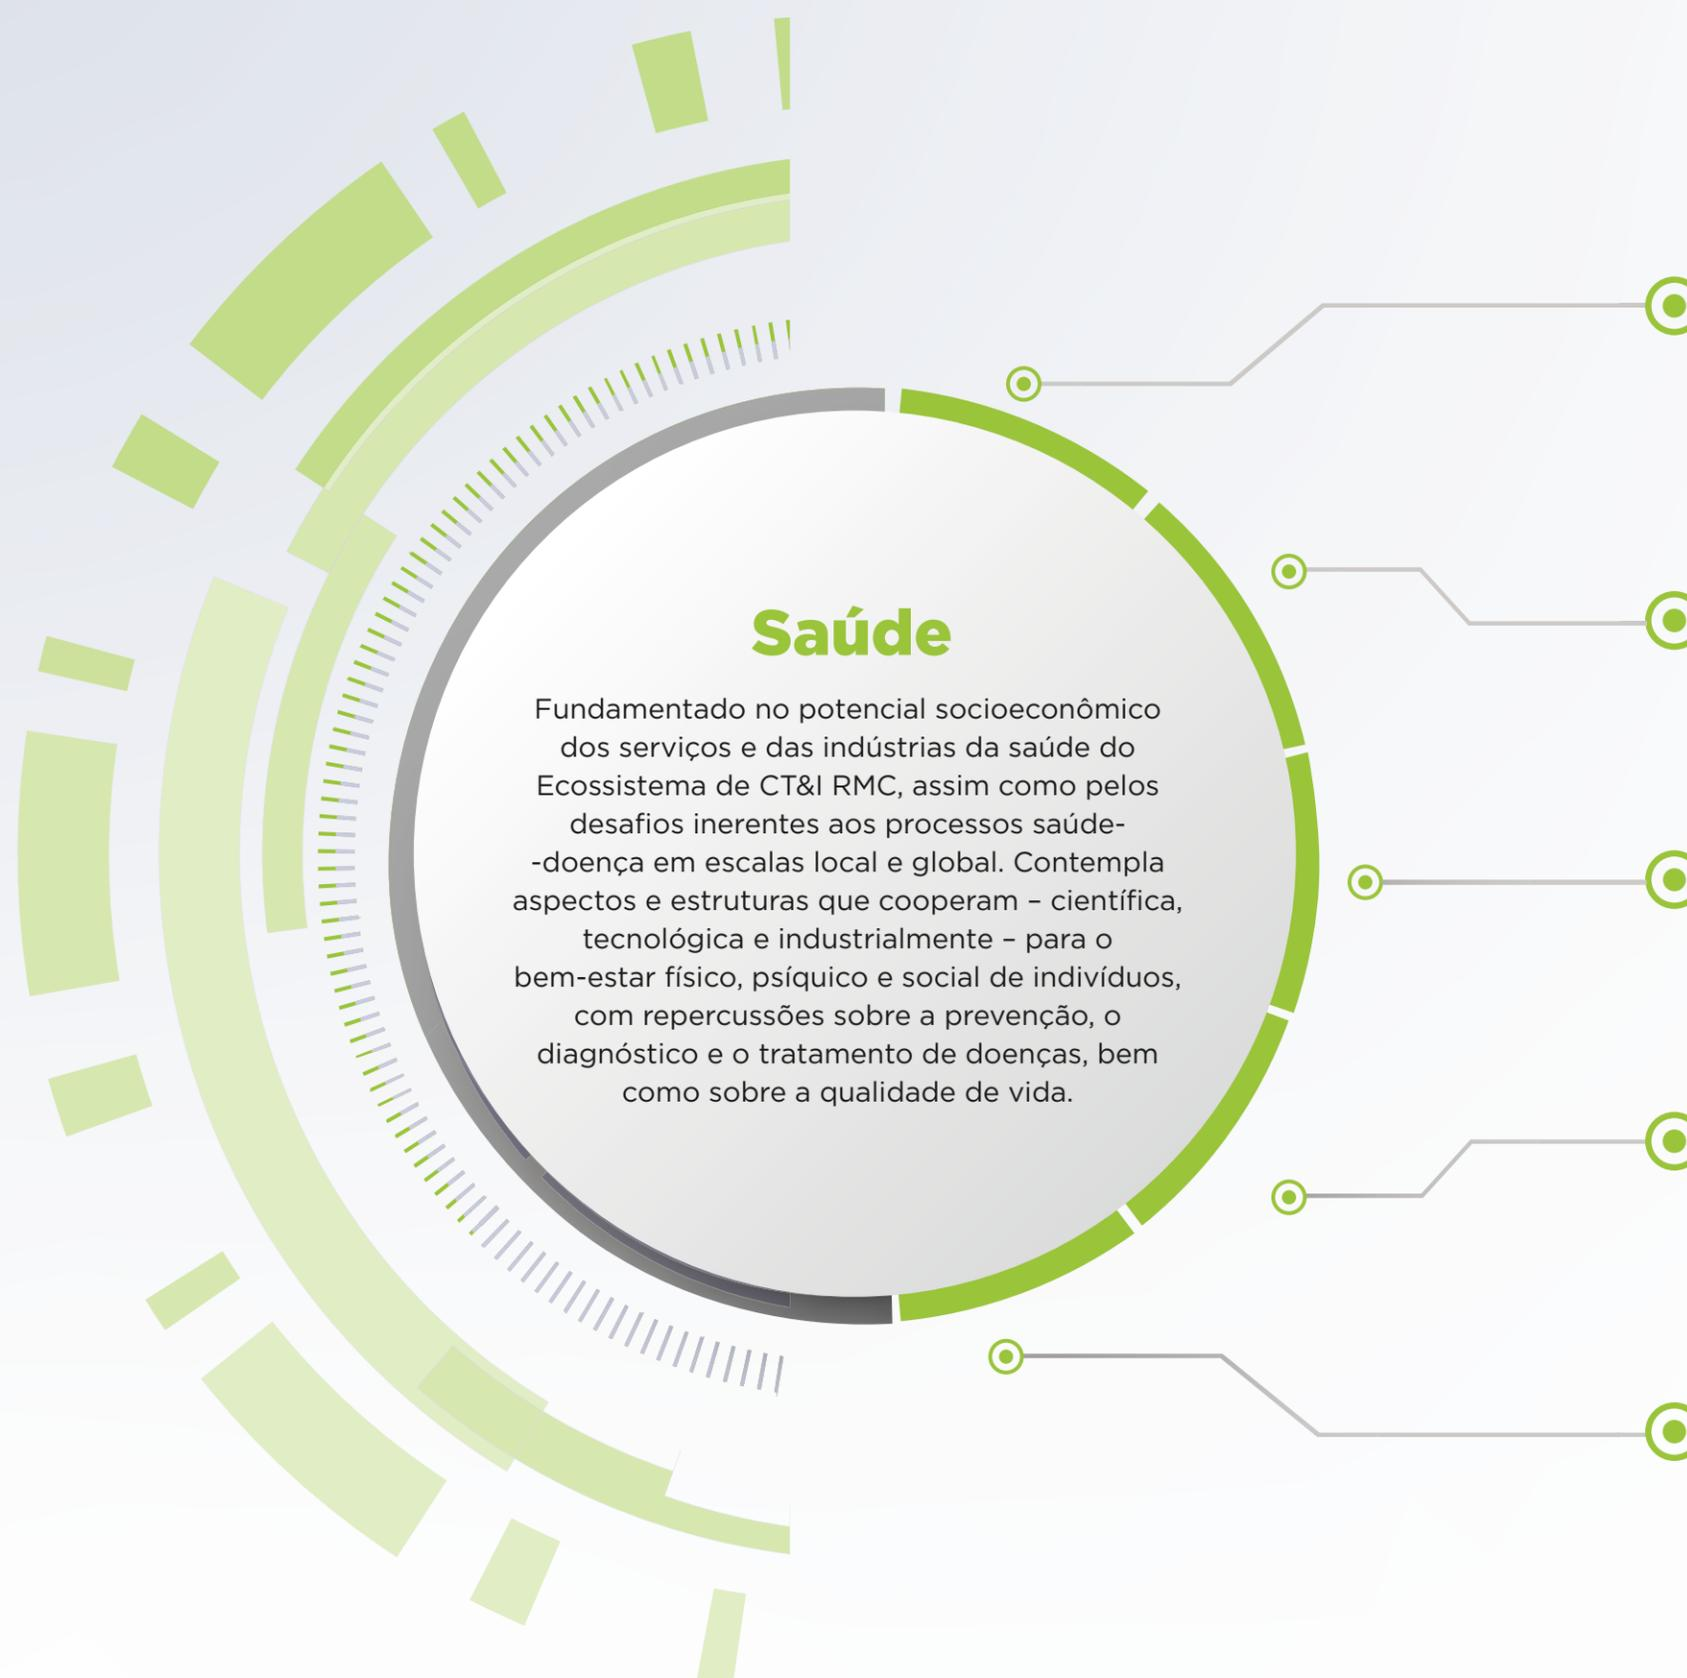 Saúde
Fundamentado no potencial socioeconômico
dos serviços e das indústrias da saúde do
Ecossistema de CT&I RMC, assim como pelos
desafios inerentes aos processos saúde-
-doença em escalas local e global. Contempla
aspectos e estruturas que cooperam – científica,
tecnológica e industrialmente – para o
bem-estar físico, psíquico e social de indivíduos,
com repercussões sobre a prevenção, o
diagnóstico e o tratamento de doenças, bem
como sobre a qualidade de vida.